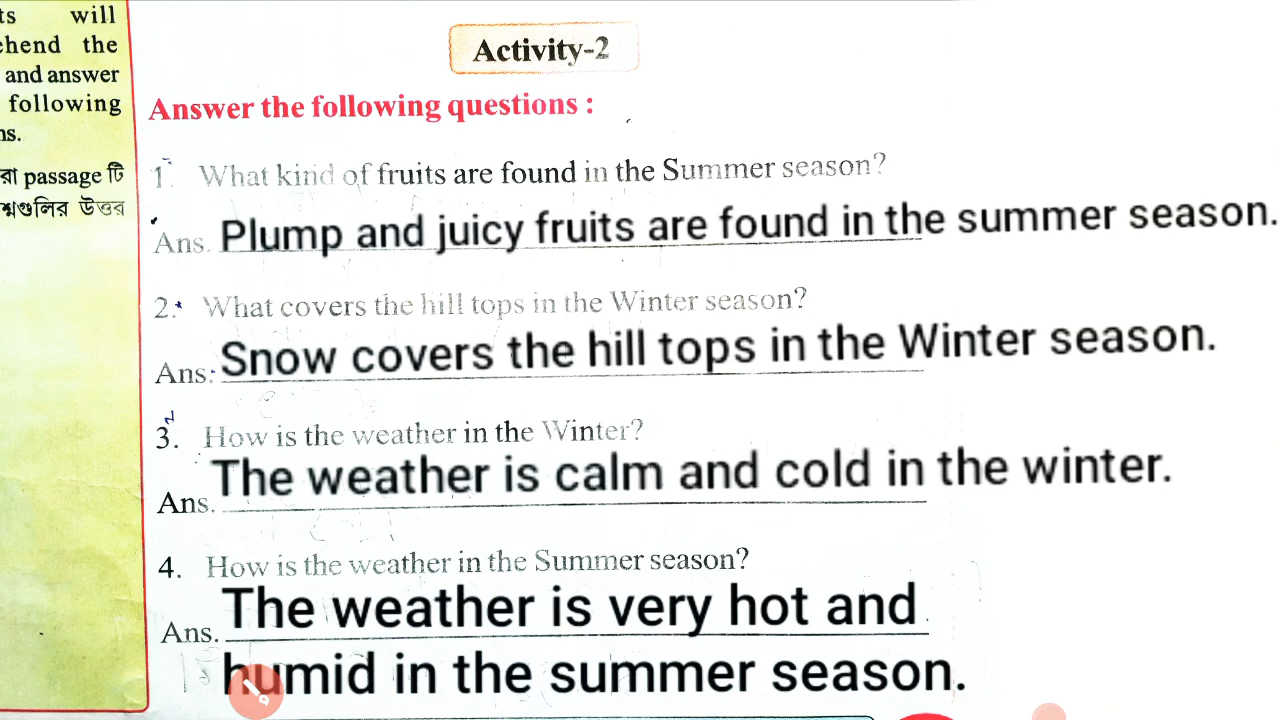 ts will
hend the
and answer
following
ns.
রা passage টি
শ্নগুলির উত্তর
Activity-2
Answer the following questions :
1. What kind of fruits are found in the Summer season?
Ans. Plump and juicy fruits are found in the summer season.
2. What covers the hill tops in the Winter season?
Ans: Snow covers the hill tops in the Winter season.
3. How is the weather in the Winter?
Ans. The weather is calm and cold in the winter.
4. How is the weather in the Summer season?
Ans. The weather is very hot and
humid in the summer season.